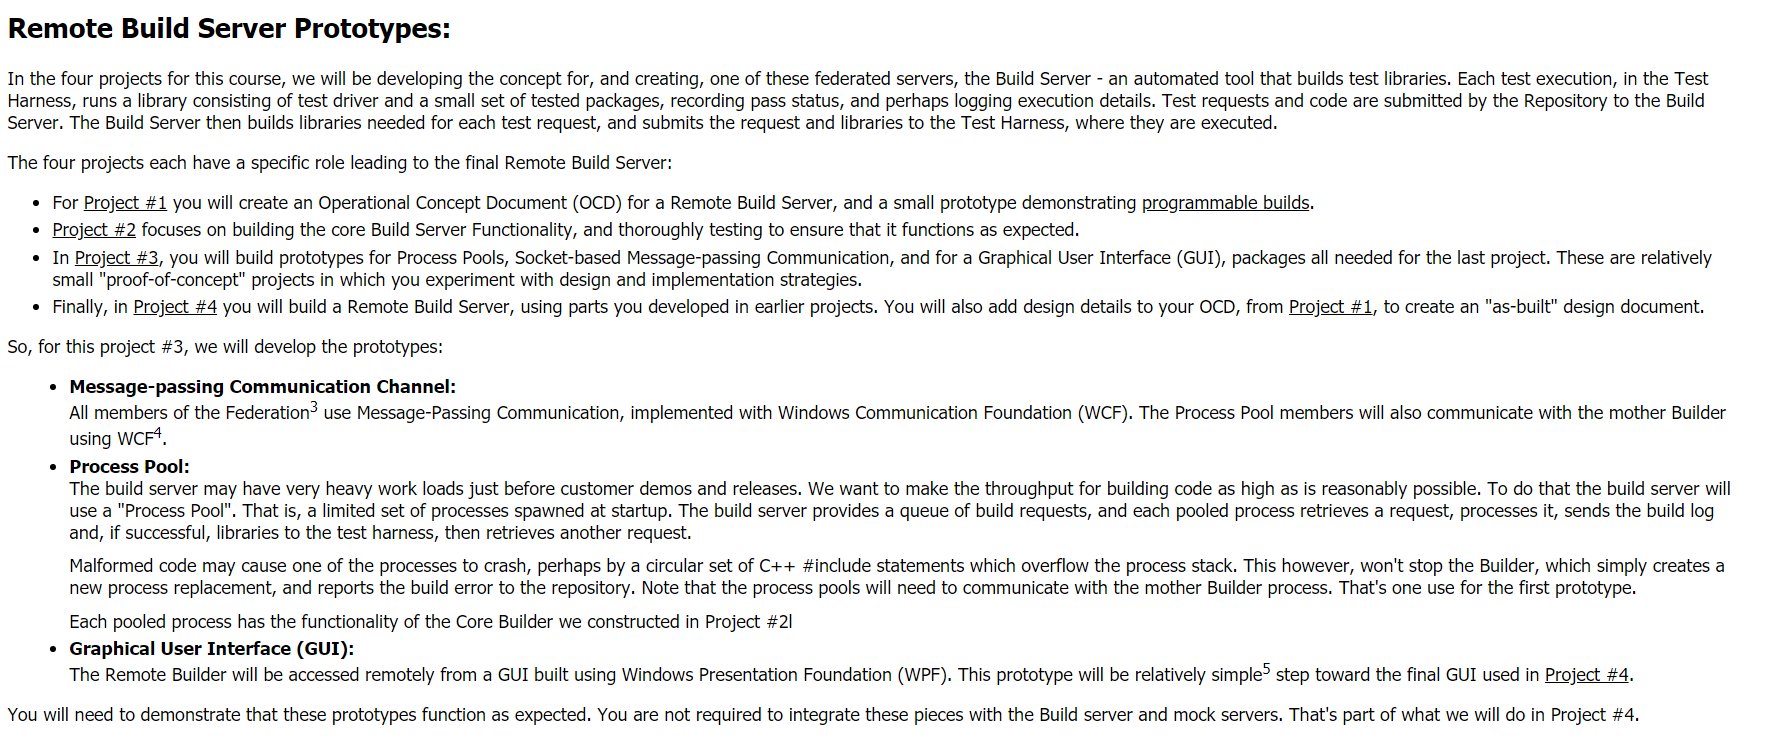 Remote Build Server Prototypes:
In the four projects for this course, we will be developing the concept for, and creating, one of these federated servers, the Build Server - an automated tool that builds test libraries. Each test execution, in the Test
Harness, runs a library consisting of test driver and a small set of tested packages, recording pass status, and perhaps logging execution details. Test requests and code are submitted by the Repository to the Build
Server. The Build Server then builds libraries needed for each test request, and submits the request and libraries to the Test Harness, where they are executed.
The four projects each have a specific role leading to the final Remote Build Server:
• For Project #1 you will create an Operational Concept Document (OCD) for a Remote Build Server, and a small prototype demonstrating programmable builds.
• Project #2 focuses on building the core Build Server Functionality, and thoroughly testing to ensure that it functions as expected.
• In Project #3, you will build prototypes for Process Pools, Socket-based Message-passing Communication, and for a Graphical User Interface (GUI), packages all needed for the last project. These are relatively
small "proof-of-concept" projects in which you experiment with design and implementation strategies.
• Finally, in Project #4 you will build a Remote Build Server, using parts you developed in earlier projects. You will also add design details to your OCD, from Project #1, to create an "as-built" design document.
So, for this project #3, we will develop the prototypes:
• Message-passing Communication Channel:
All members of the Federation3 use Message-Passing Communication, implemented with Windows Communication Foundation (WCF). The Process Pool members will also communicate with the mother Builder
using WCF4.
• Process Pool:
The build server may have very heavy work loads just before customer demos and releases. We want to make the throughput for building code as high as is reasonably possible. To do that the build server will
use a "Process Pool". That is, a limited set of processes spawned at startup. The build server provides a queue of build requests, and each pooled process retrieves a request, processes it, sends the build log
and, if successful, libraries to the test harness, then retrieves another request.
Malformed code may cause one of the processes to crash, perhaps by a circular set of C++ #include statements which overflow the process stack. This however, won't stop the Builder, which simply creates a
new process replacement, and reports the build error to the repository. Note that the process pools will need to communicate with the mother Builder process. That's one use for the first prototype.
Each pooled process has the functionality of the Core Builder we constructed in Project #2l
• Graphical User Interface (GUI):
The Remote Builder will be accessed remotely from a GUI built using Windows Presentation Foundation (WPF). This prototype will be relatively simple5 step toward the final GUI used in Project #4.
You will need to demonstrate that these prototypes function as expected. You are not required to integrate these pieces with the Build server and mock servers. That's part of what we will do in Project #4.